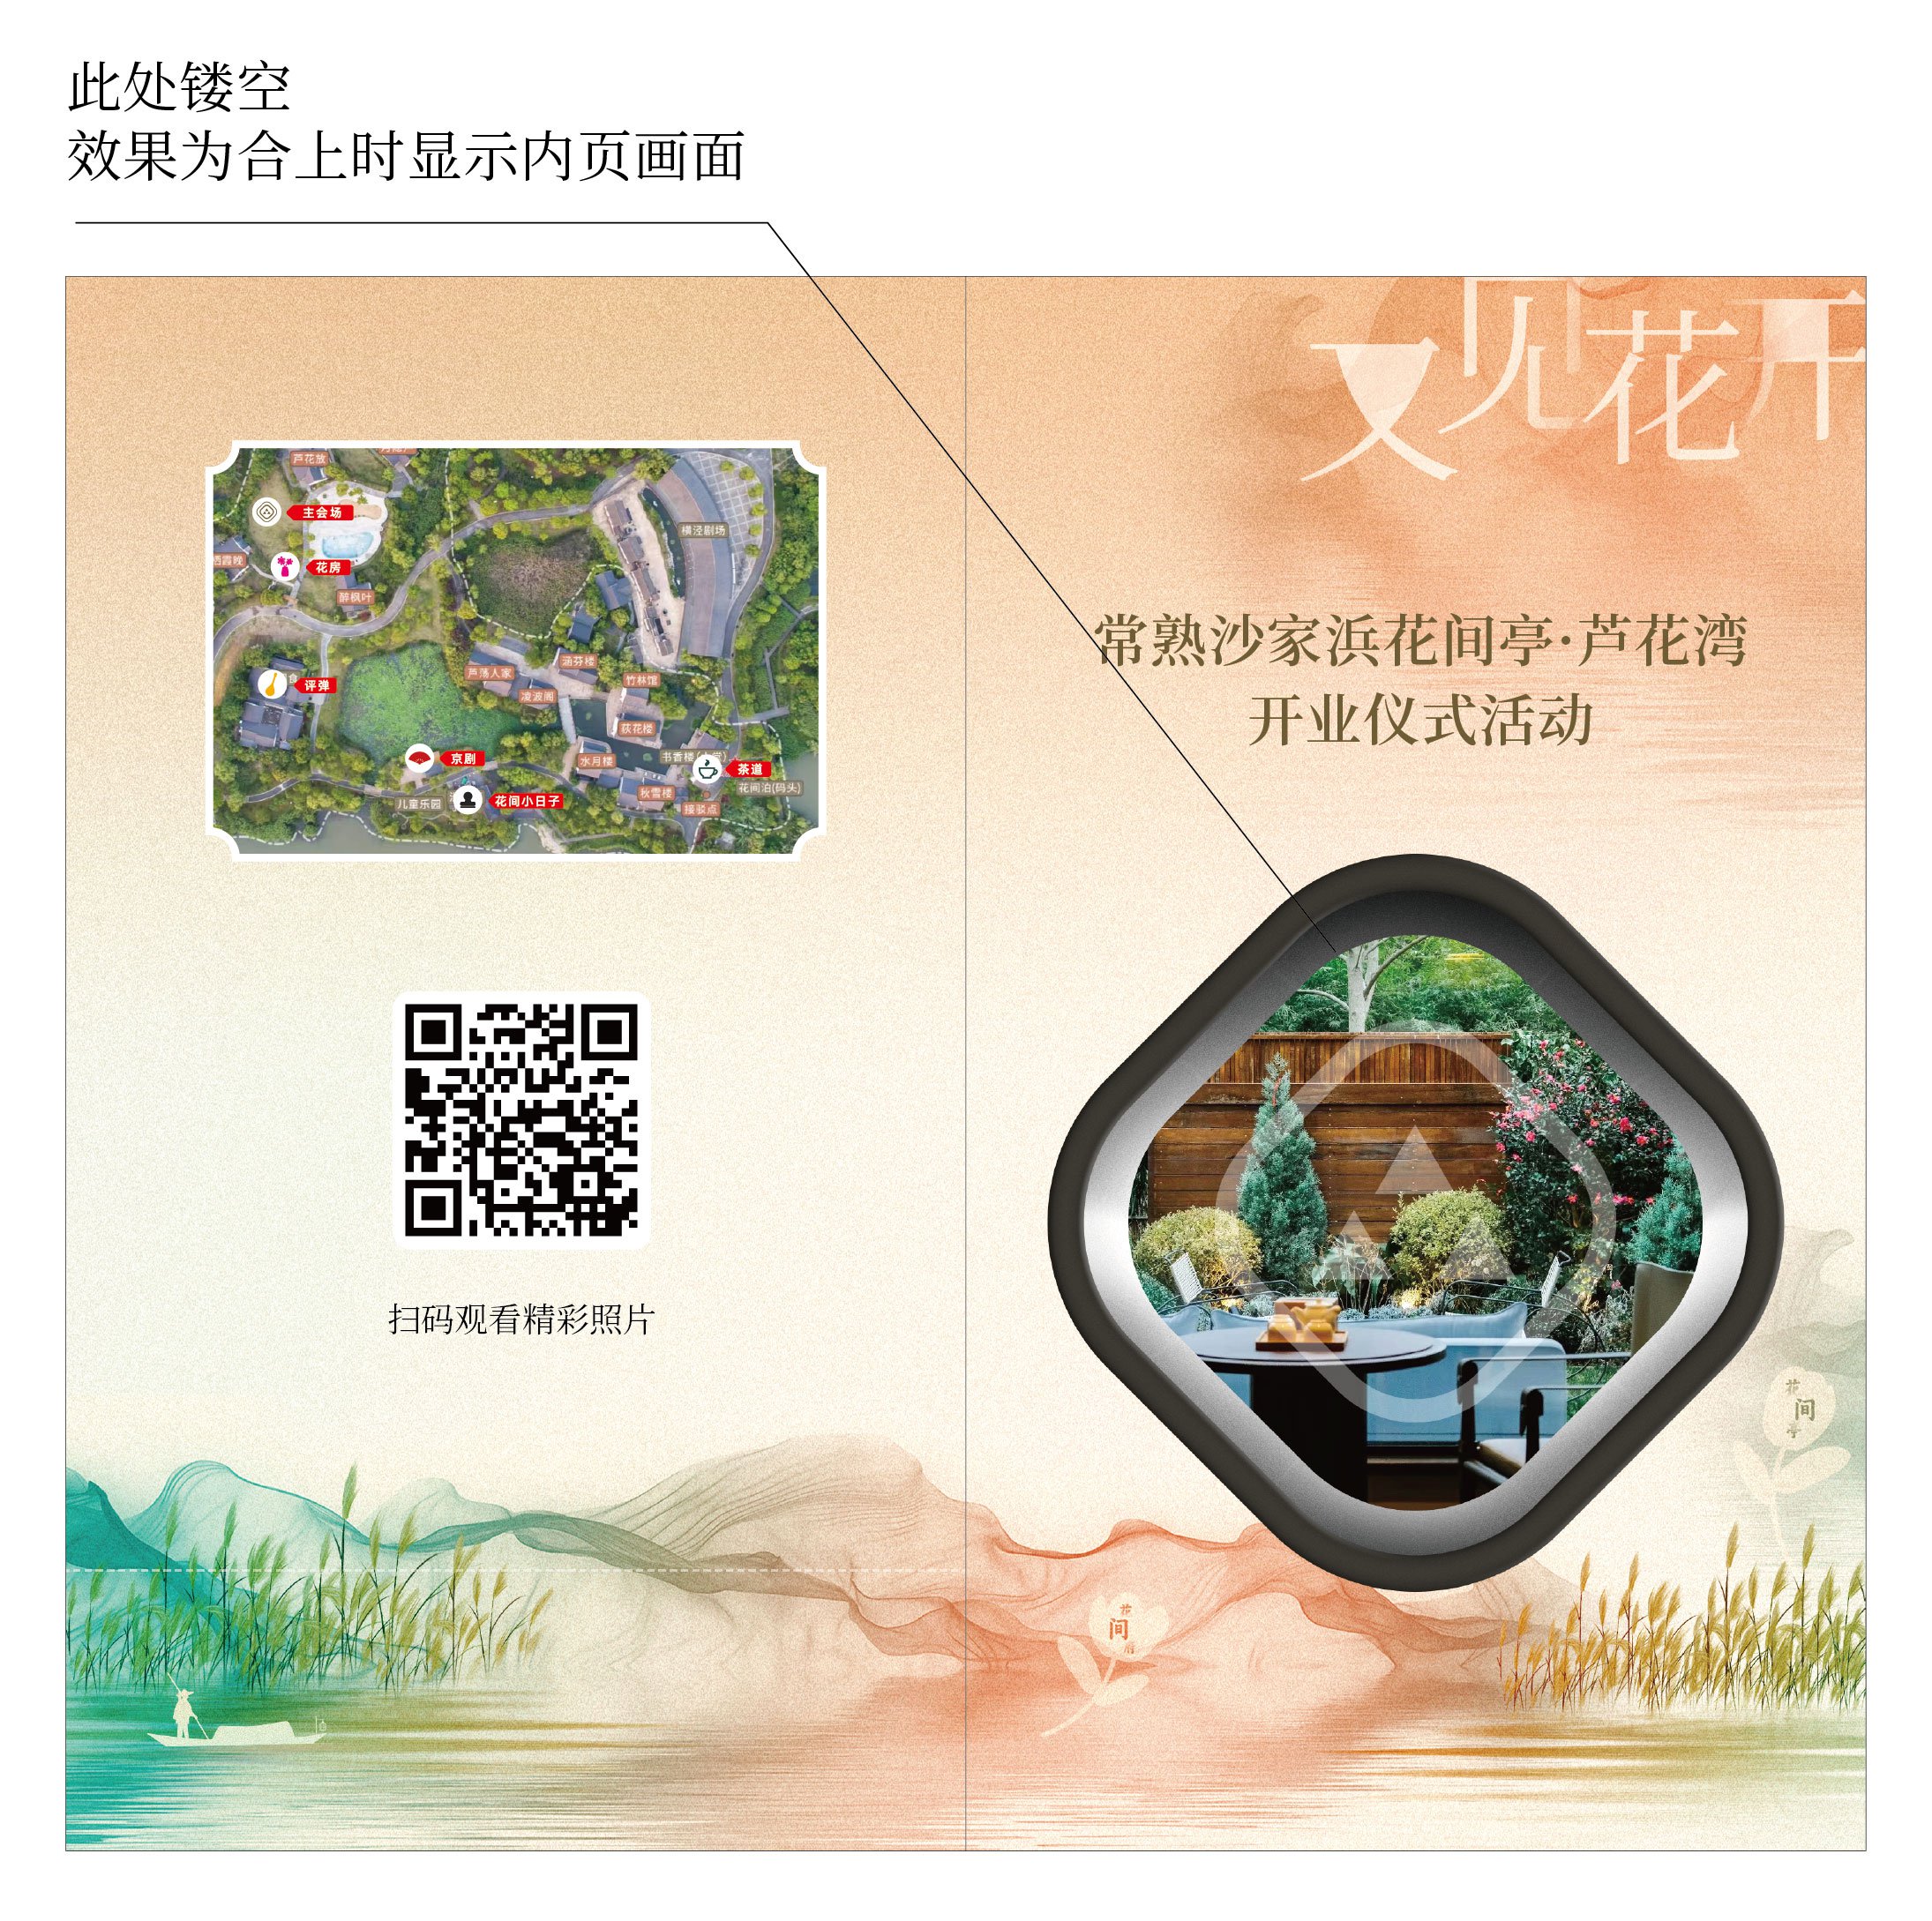 此处镂空
效果为合上时显示内页画面
又见花开
常熟沙家浜花间亭·芦花湾
开业仪式活动
芦花放
主会场
横泾剧场
栖霞晚
花房
醉枫叶
涵芬楼
芦荡人家
竹林馆
评弹
凌波阁
荻花楼
书香楼
京剧
水月楼
茶道
花间泊(码头)
秋雪楼
儿童乐园
花间小日子
接驳点
扫码观看精彩照片
花
间
亭
花
间